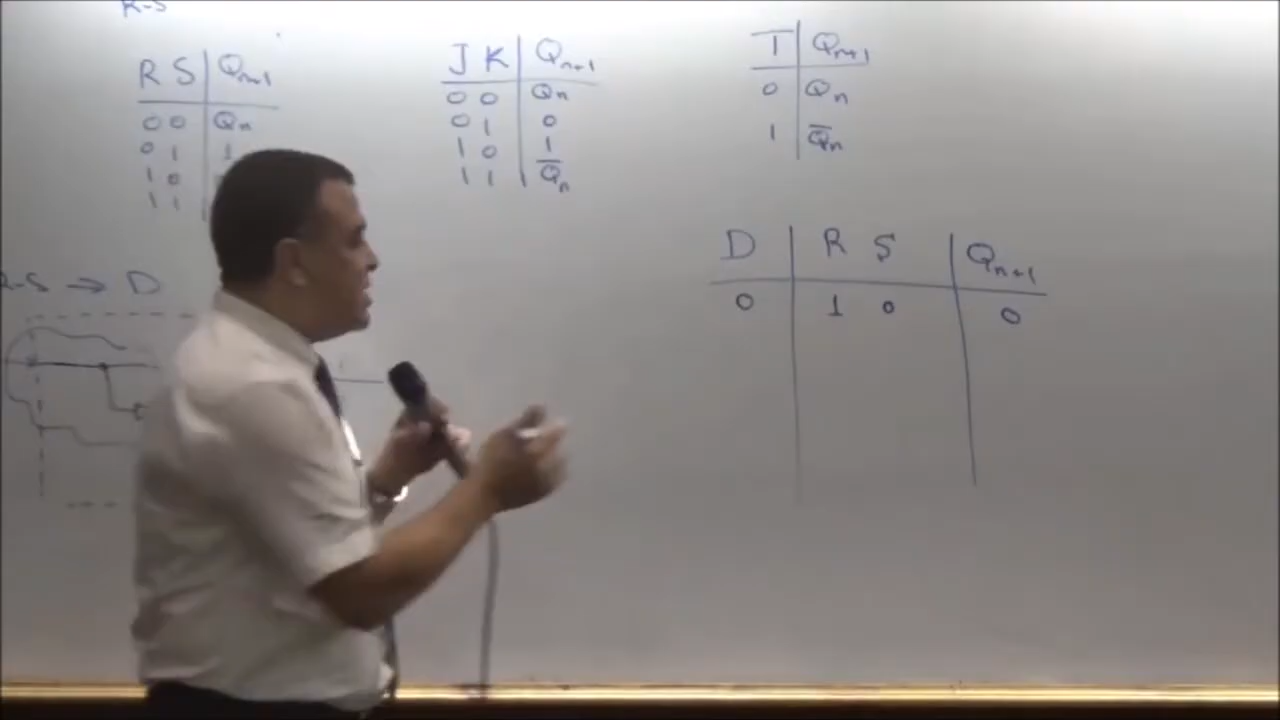 R-S
R S | Qn+1
0 0 | Qn
0 1 | 1
1 0
1 1
J K | Qn+1
0 0 | Qn
0 1 | 0
1 0 | 1
1 1 | Q̅n
T | Qn+1
0 | Qn
1 | Q̅n
R-S → D
D | R S | Qn+1
0 | 1 0 | 0